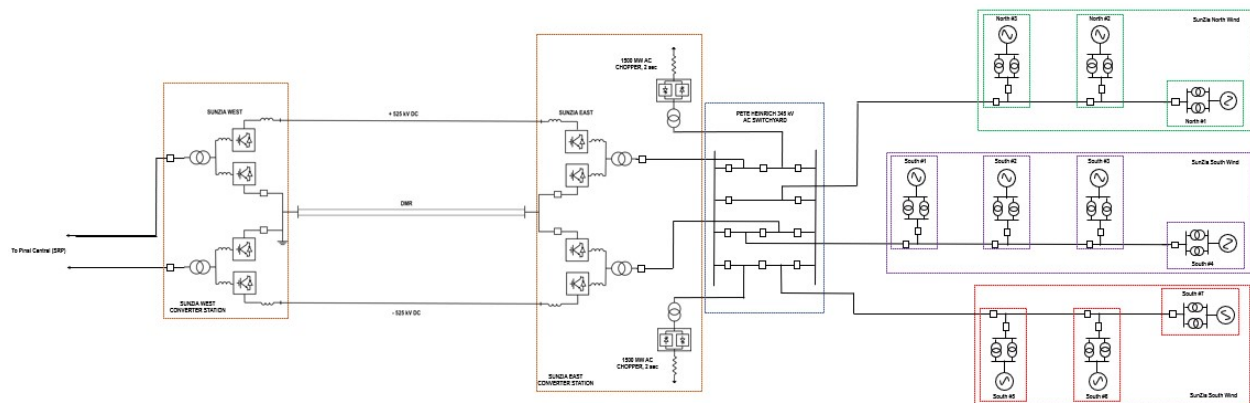 North #3
North #2
SunZia North Wind
1500 MW AC
CHOPPER, 2 sec
SUNZIA WEST
+ 525 kV DC
SUNZIA EAST
PETE HEINRICH 345 kV
AC SWITCHYARD
North #1
South #1
South #2
South #3
SunZia South Wind
DMR
To Pinal Central (SRP)
South #4
South #7
SUNZIA WEST
CONVERTER STATION
- 525 kV DC
1500 MW AC
CHOPPER, 2 sec
SUNZIA EAST
CONVERTER STATION
South #5
South #6
SunZia South Wind